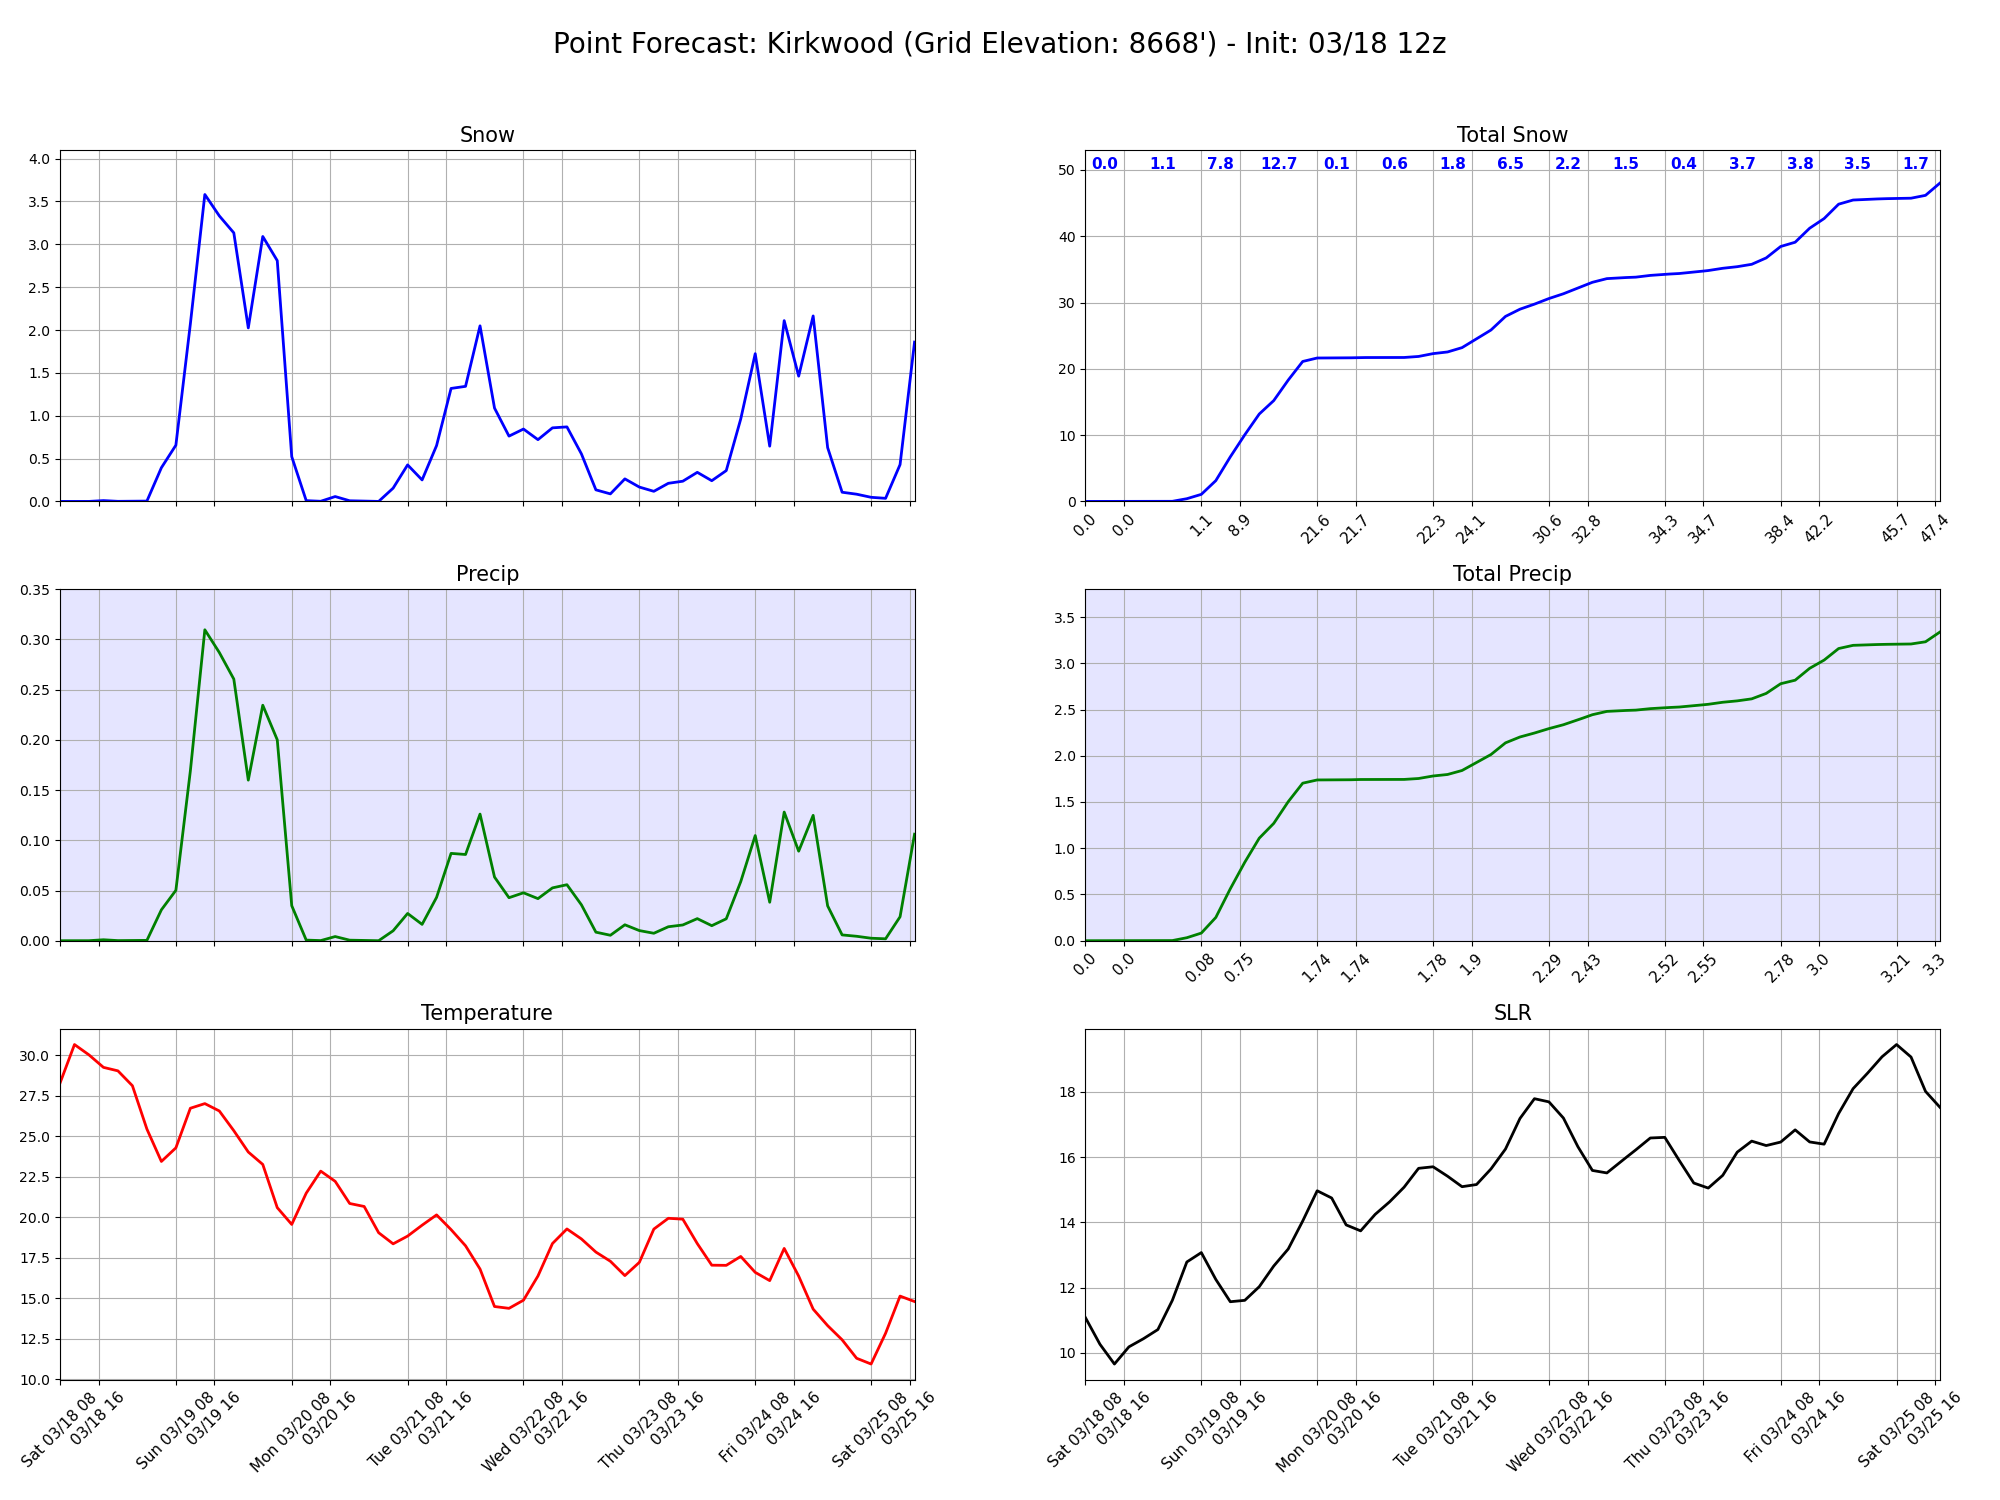 Point Forecast: Kirkwood (Grid Elevation: 8668') - Init: 03/18 12z
Snow
4.0
3.5
3.0
2.5
2.0
1.5
1.0
0.5
0.0
Total Snow
0.0 1.1 7.8 12.7 0.1 0.6 1.8 6.5 2.2 1.5 0.4 3.7 3.8 3.5 1.7
50
40
30
20
10
0
0.0 0.0 1.1 8.9 21.6 21.7 22.3 24.1 30.6 32.8 34.3 34.7 38.4 42.2 45.7 47.4
Precip
0.35
0.30
0.25
0.20
0.15
0.10
0.05
0.00
Total Precip
3.5
3.0
2.5
2.0
1.5
1.0
0.5
0.0
0.0 0.0 0.08 0.75 1.74 1.74 1.78 1.9 2.29 2.43 2.52 2.55 2.78 3.0 3.21 3.3
Temperature
30.0
27.5
25.0
22.5
20.0
17.5
15.0
12.5
10.0
Sat 03/18 08
03/18 16
Sun 03/19 08
03/19 16
Mon 03/20 08
03/20 16
Tue 03/21 08
03/21 16
Wed 03/22 08
03/22 16
Thu 03/23 08
03/23 16
Fri 03/24 08
03/24 16
Sat 03/25 08
03/25 16
SLR
18
16
14
12
10
Sat 03/18 08
03/18 16
Sun 03/19 08
03/19 16
Mon 03/20 08
03/20 16
Tue 03/21 08
03/21 16
Wed 03/22 08
03/22 16
Thu 03/23 08
03/23 16
Fri 03/24 08
03/24 16
Sat 03/25 08
03/25 16